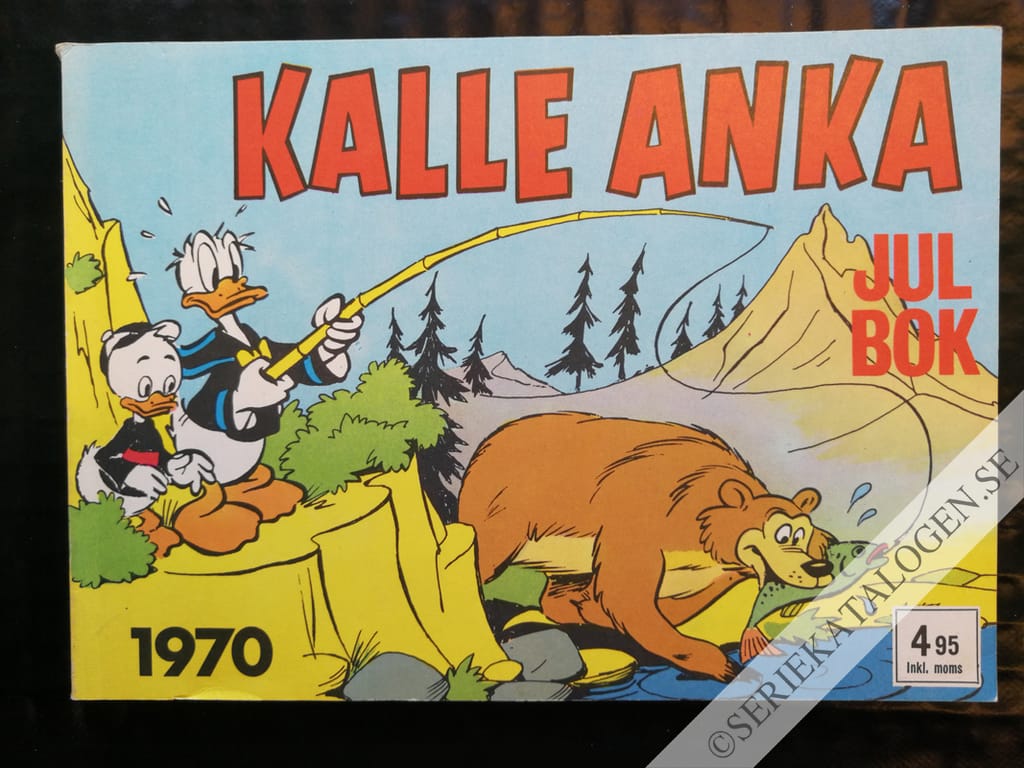 KALLE ANKA
JUL
BOK
1970
4 95
Inkl. moms
©SERIEKATALOGEN.SE